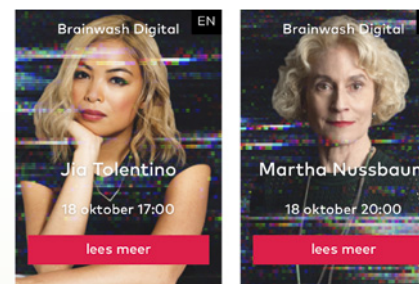 EN
Brainwash Digital
Jia Tolentino
18 oktober 17:00
lees meer
Brainwash Digital
Martha Nussbaum
18 oktober 20:00
lees meer